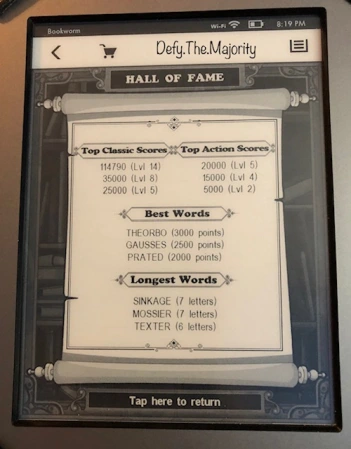 Bookworm Wi-Fi 8:19 PM
Defy.The.Majority
HALL OF FAME
Top Classic Scores Top Action Scores
114790 (Lvl 14) 20000 (Lvl 5)
35000 (Lvl 8) 15000 (Lvl 4)
25000 (Lvl 5) 5000 (Lvl 2)
Best Words
THEORBO (3000 points)
GAUSSES (2500 points)
PRATED (2000 points)
Longest Words
SINKAGE (7 letters)
MOSSIER (7 letters)
TEXTER (6 letters)
Tap here to return